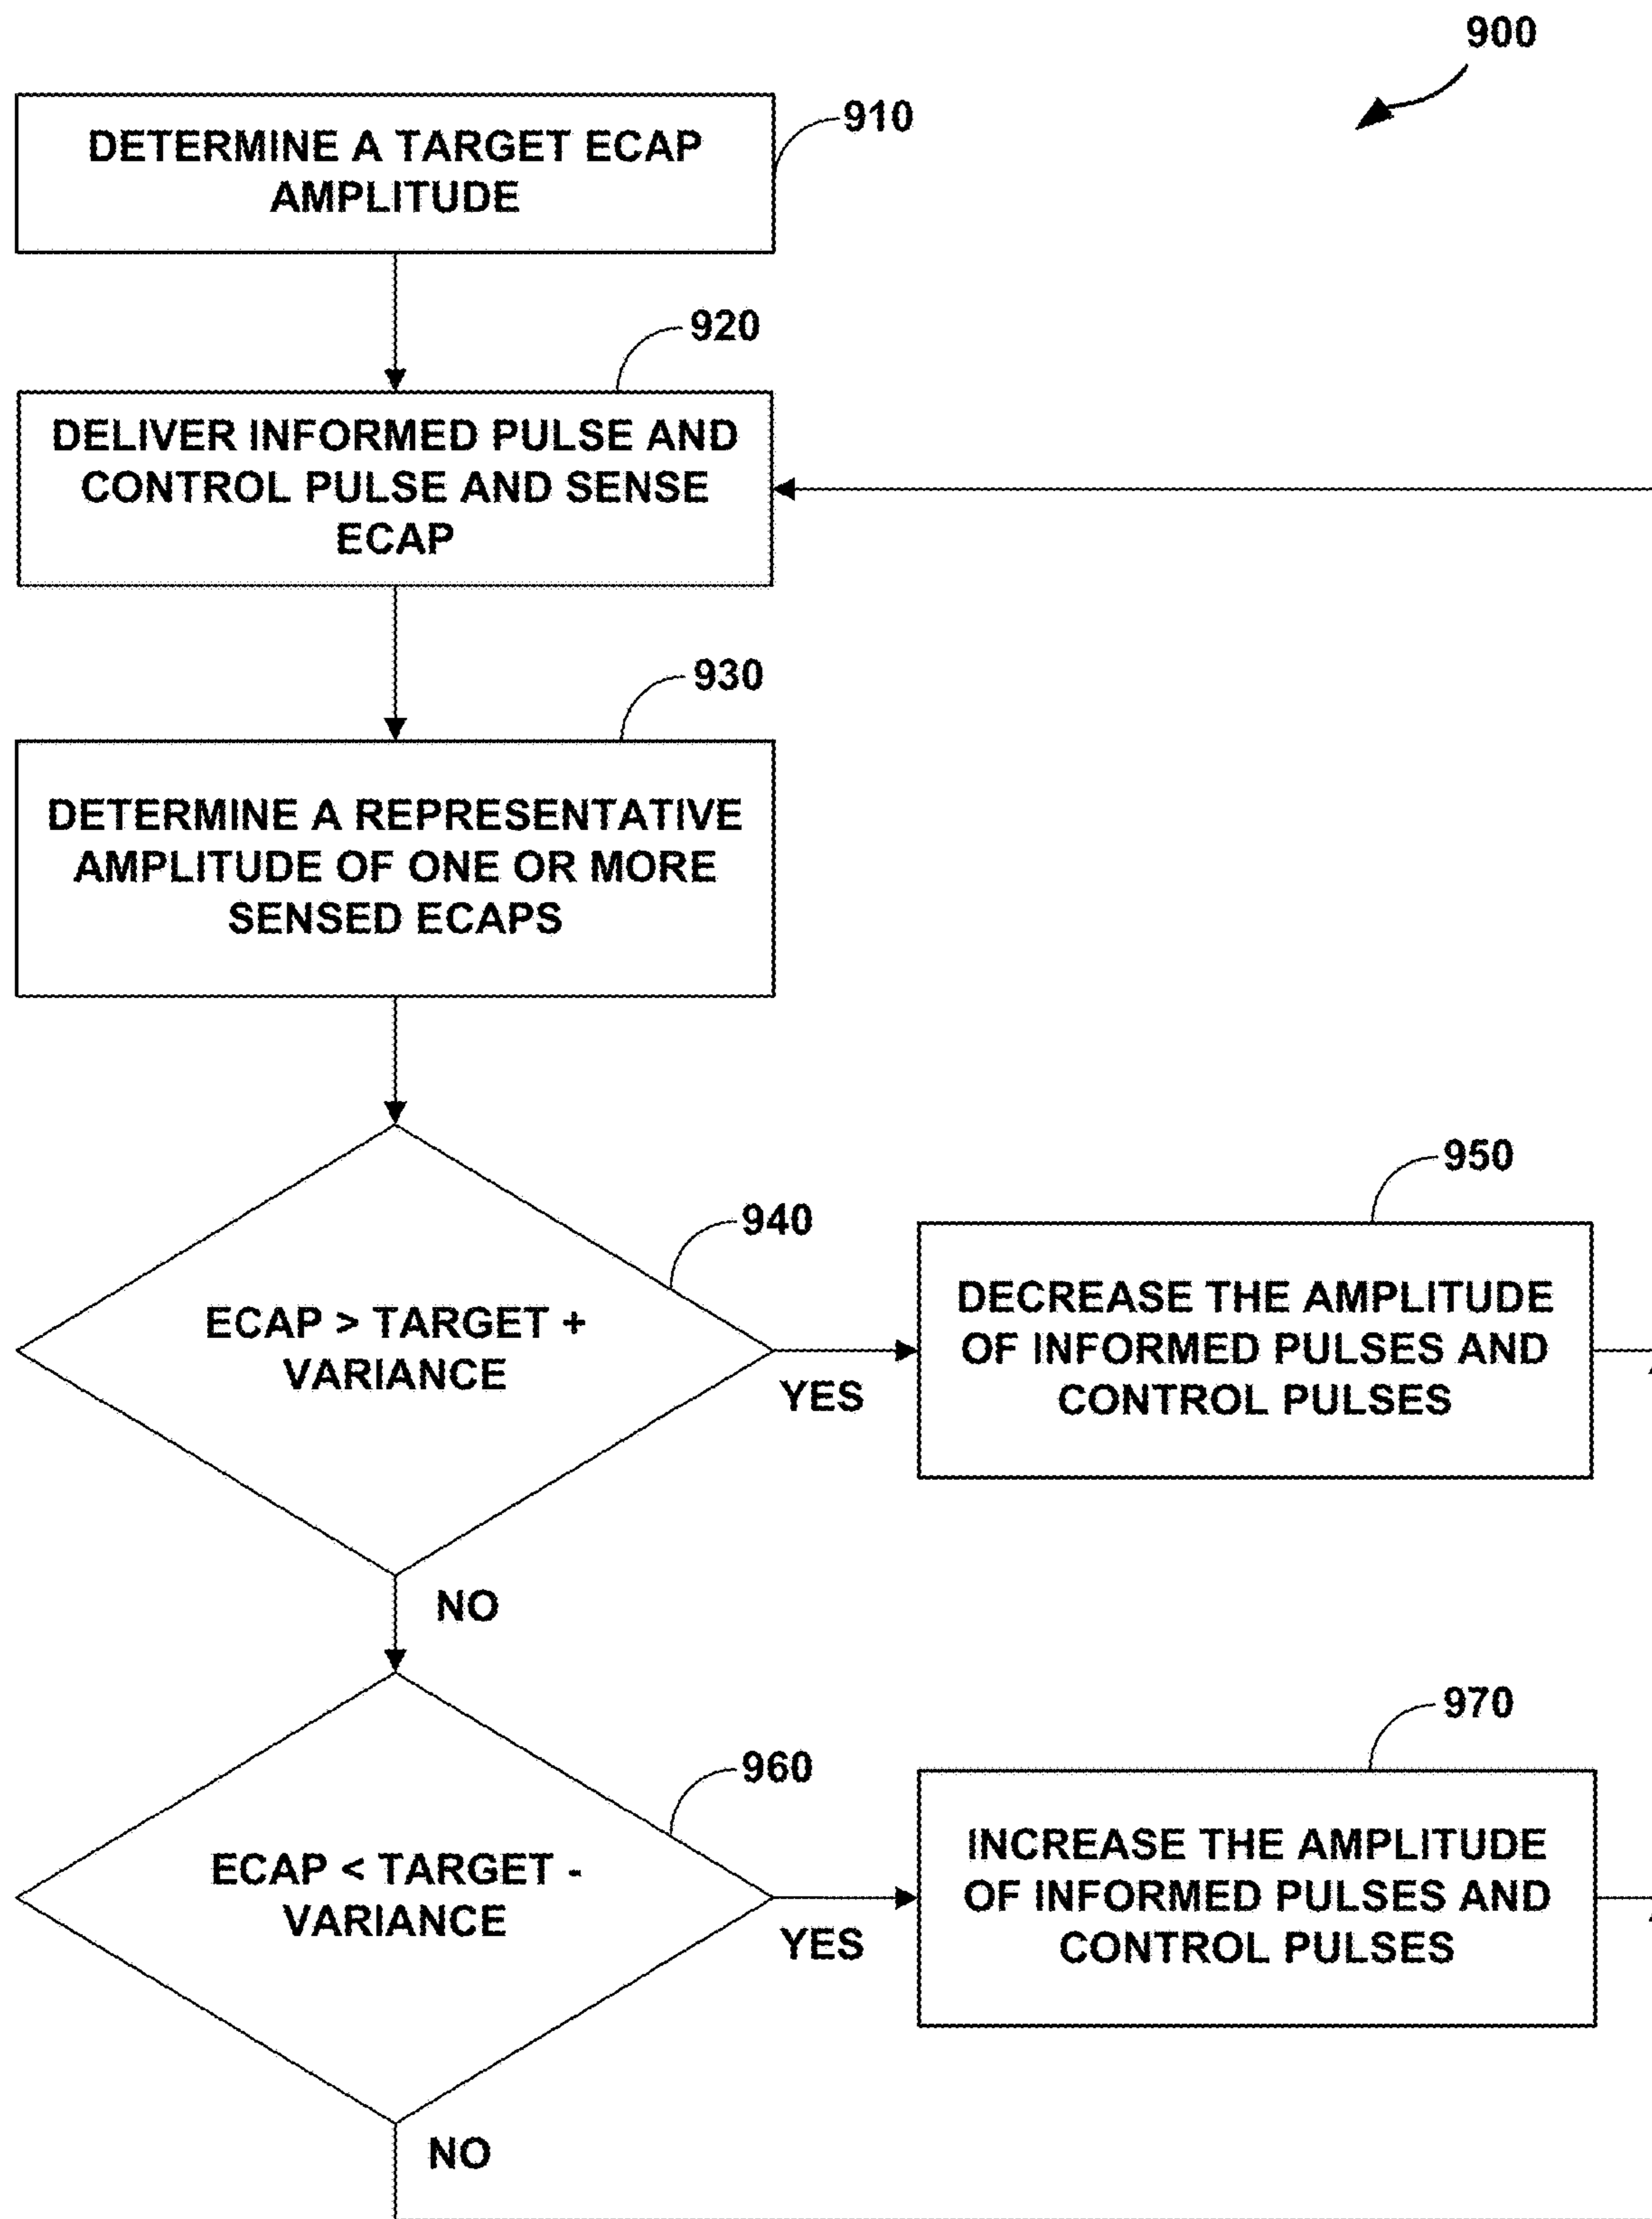 900
DETERMINE A TARGET ECAP
AMPLITUDE
910
920
DELIVER INFORMED PULSE AND
CONTROL PULSE AND SENSE
ECAP
930
DETERMINE A REPRESENTATIVE
AMPLITUDE OF ONE OR MORE
SENSED ECAPS
940
ECAP > TARGET +
VARIANCE
YES
950
DECREASE THE AMPLITUDE
OF INFORMED PULSES AND
CONTROL PULSES
NO
960
ECAP < TARGET -
VARIANCE
YES
970
INCREASE THE AMPLITUDE
OF INFORMED PULSES AND
CONTROL PULSES
NO